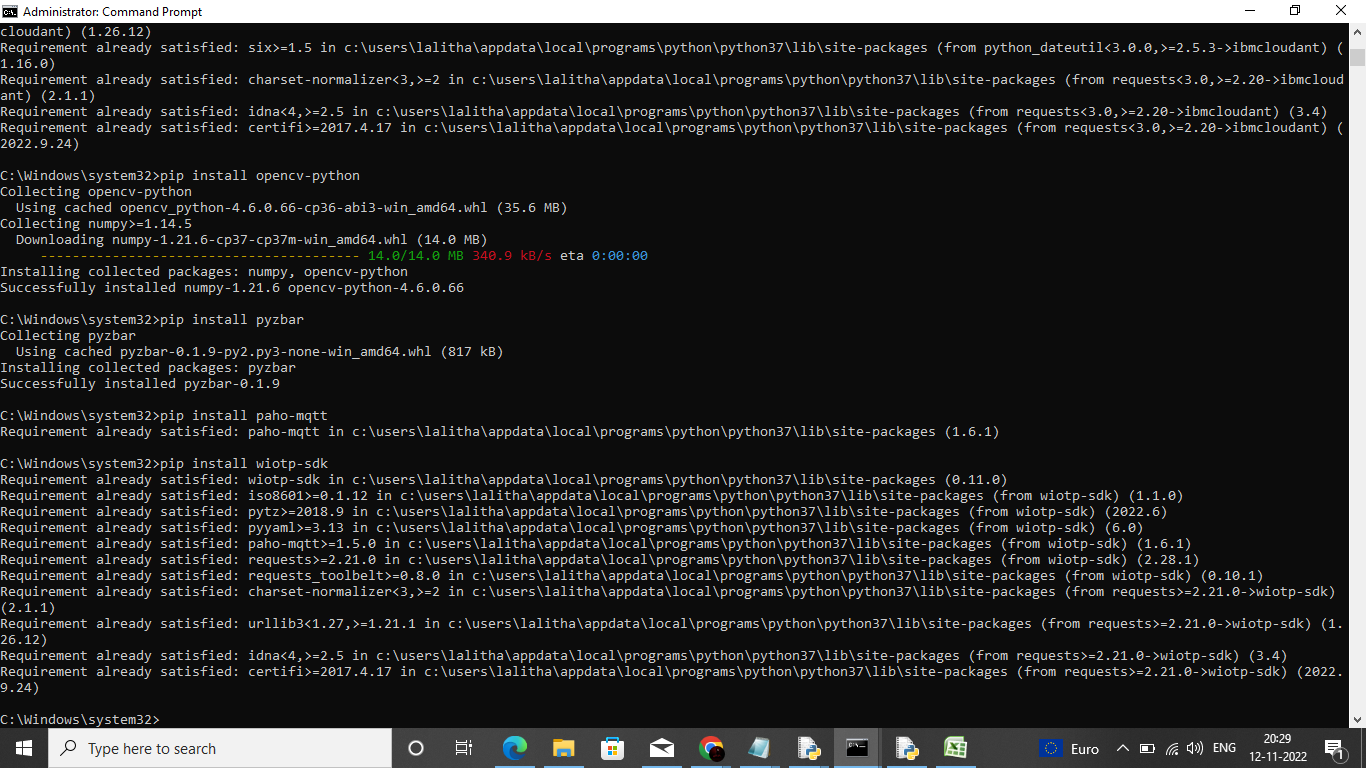 Administrator: Command Prompt
cloudant) (1.26.12)
Requirement already satisfied: six>=1.5 in c:\users\lalitha\appdata\local\programs\python\python37\lib\site-packages (from python_dateutil<3.0.0,>=2.5.3->ibmcloudant) (
1.16.0)
Requirement already satisfied: charset-normalizer<3,>=2 in c:\users\lalitha\appdata\local\programs\python\python37\lib\site-packages (from requests<3.0,>=2.20->ibmcloud
ant) (2.1.1)
Requirement already satisfied: idna<4,>=2.5 in c:\users\lalitha\appdata\local\programs\python\python37\lib\site-packages (from requests<3.0,>=2.20->ibmcloudant) (3.4)
Requirement already satisfied: certifi>=2017.4.17 in c:\users\lalitha\appdata\local\programs\python\python37\lib\site-packages (from requests<3.0,>=2.20->ibmcloudant) (
2022.9.24)
C:\Windows\system32>pip install opencv-python
Collecting opencv-python
  Using cached opencv_python-4.6.0.66-cp36-abi3-win_amd64.whl (35.6 MB)
Collecting numpy>=1.14.5
  Downloading numpy-1.21.6-cp37-cp37m-win_amd64.whl (14.0 MB)
     ---------------------------------------- 14.0/14.0 MB 340.9 kB/s eta 0:00:00
Installing collected packages: numpy, opencv-python
Successfully installed numpy-1.21.6 opencv-python-4.6.0.66
C:\Windows\system32>pip install pyzbar
Collecting pyzbar
  Using cached pyzbar-0.1.9-py2.py3-none-win_amd64.whl (817 kB)
Installing collected packages: pyzbar
Successfully installed pyzbar-0.1.9
C:\Windows\system32>pip install paho-mqtt
Requirement already satisfied: paho-mqtt in c:\users\lalitha\appdata\local\programs\python\python37\lib\site-packages (1.6.1)
C:\Windows\system32>pip install wiotp-sdk
Requirement already satisfied: wiotp-sdk in c:\users\lalitha\appdata\local\programs\python\python37\lib\site-packages (0.11.0)
Requirement already satisfied: iso8601>=0.1.12 in c:\users\lalitha\appdata\local\programs\python\python37\lib\site-packages (from wiotp-sdk) (1.1.0)
Requirement already satisfied: pytz>=2018.9 in c:\users\lalitha\appdata\local\programs\python\python37\lib\site-packages (from wiotp-sdk) (2022.6)
Requirement already satisfied: pyyaml>=3.13 in c:\users\lalitha\appdata\local\programs\python\python37\lib\site-packages (from wiotp-sdk) (6.0)
Requirement already satisfied: paho-mqtt>=1.5.0 in c:\users\lalitha\appdata\local\programs\python\python37\lib\site-packages (from wiotp-sdk) (1.6.1)
Requirement already satisfied: requests>=2.21.0 in c:\users\lalitha\appdata\local\programs\python\python37\lib\site-packages (from wiotp-sdk) (2.28.1)
Requirement already satisfied: requests_toolbelt>=0.8.0 in c:\users\lalitha\appdata\local\programs\python\python37\lib\site-packages (from wiotp-sdk) (0.10.1)
Requirement already satisfied: charset-normalizer<3,>=2 in c:\users\lalitha\appdata\local\programs\python\python37\lib\site-packages (from requests>=2.21.0->wiotp-sdk)
(2.1.1)
Requirement already satisfied: urllib3<1.27,>=1.21.1 in c:\users\lalitha\appdata\local\programs\python\python37\lib\site-packages (from requests>=2.21.0->wiotp-sdk) (1.
26.12)
Requirement already satisfied: idna<4,>=2.5 in c:\users\lalitha\appdata\local\programs\python\python37\lib\site-packages (from requests>=2.21.0->wiotp-sdk) (3.4)
Requirement already satisfied: certifi>=2017.4.17 in c:\users\lalitha\appdata\local\programs\python\python37\lib\site-packages (from requests>=2.21.0->wiotp-sdk) (2022.
9.24)
C:\Windows\system32>
Type here to search
Euro
ENG
20:29
12-11-2022
1